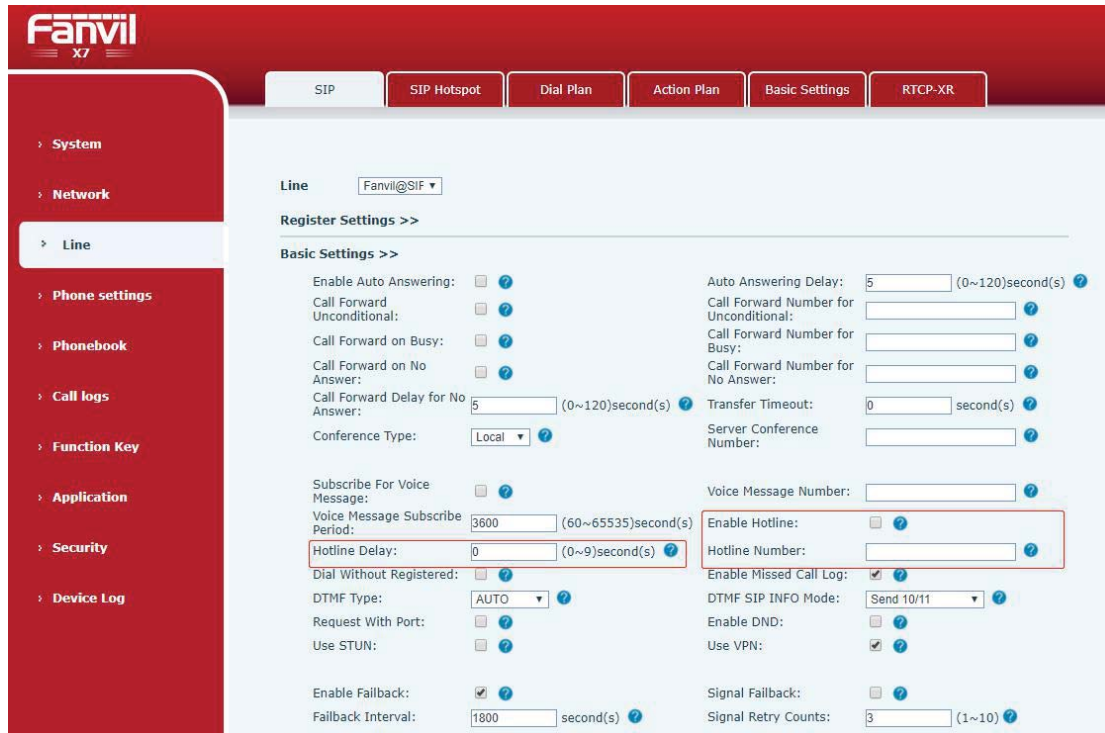 Fanvil
X7
SIP
SIP Hotspot
Dial Plan
Action Plan
Basic Settings
RTCP-XR
› System
› Network
› Line
› Phone settings
› Phonebook
› Call logs
› Function Key
› Application
› Security
› Device Log
Line Fanvil@SIF
Register Settings >>
Basic Settings >>
Enable Auto Answering: Auto Answering Delay: 5 (0~120)second(s)
Call Forward
Unconditional:
Call Forward Number for
Unconditional:
Call Forward on Busy:
Call Forward Number for
Busy:
Call Forward on No
Answer:
Call Forward Number for
No Answer:
Call Forward Delay for No
Answer: 5 (0~120)second(s)
Transfer Timeout: 0 second(s)
Conference Type: Local
Server Conference
Number:
Subscribe For Voice
Message:
Voice Message Number:
Voice Message Subscribe
Period: 3600 (60~65535)second(s)
Enable Hotline:
Hotline Delay: 0 (0~9)second(s)
Hotline Number:
Dial Without Registered:
Enable Missed Call Log:
DTMF Type: AUTO
DTMF SIP INFO Mode: Send 10/11
Request With Port:
Enable DND:
Use STUN:
Use VPN:
Enable Failback:
Signal Failback:
Failback Interval: 1800 second(s)
Signal Retry Counts: 3 (1~10)